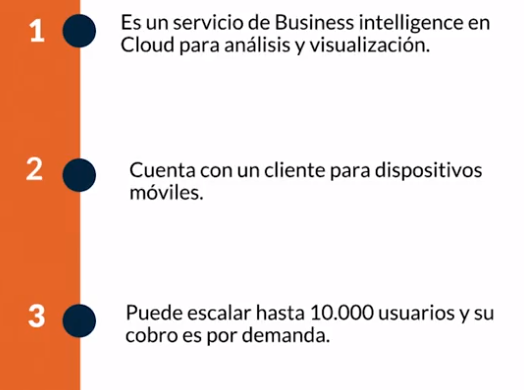 1
Es un servicio de Business intelligence en
Cloud para análisis y visualización.
2
Cuenta con un cliente para dispositivos
móviles.
3
Puede escalar hasta 10.000 usuarios y su
cobro es por demanda.